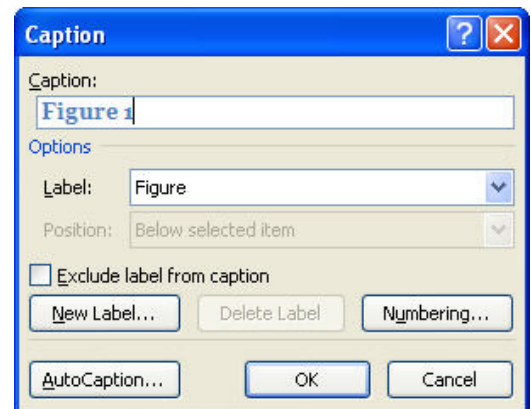 Caption
Caption:
Figure 1
Options
Label: Figure
Position: Below selected item
Exclude label from caption
New Label... Delete Label Numbering...
AutoCaption... OK Cancel